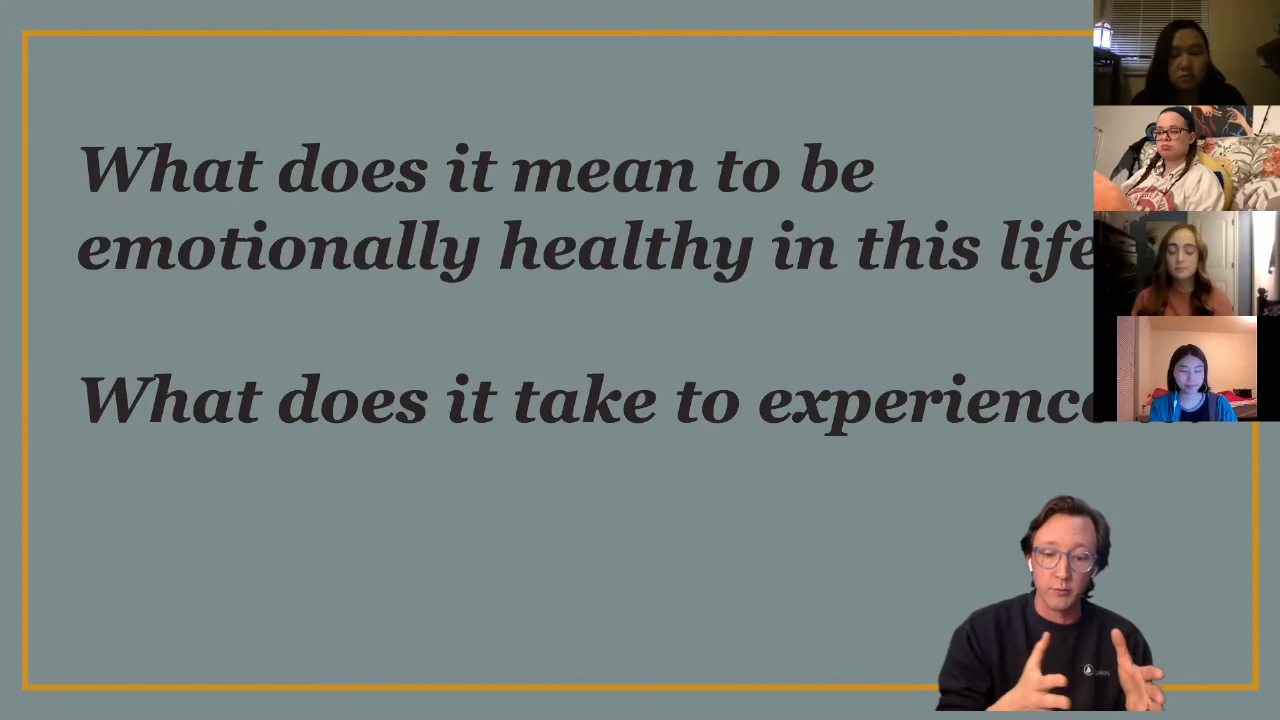 What does it mean to be
emotionally healthy in this life
What does it take to experience